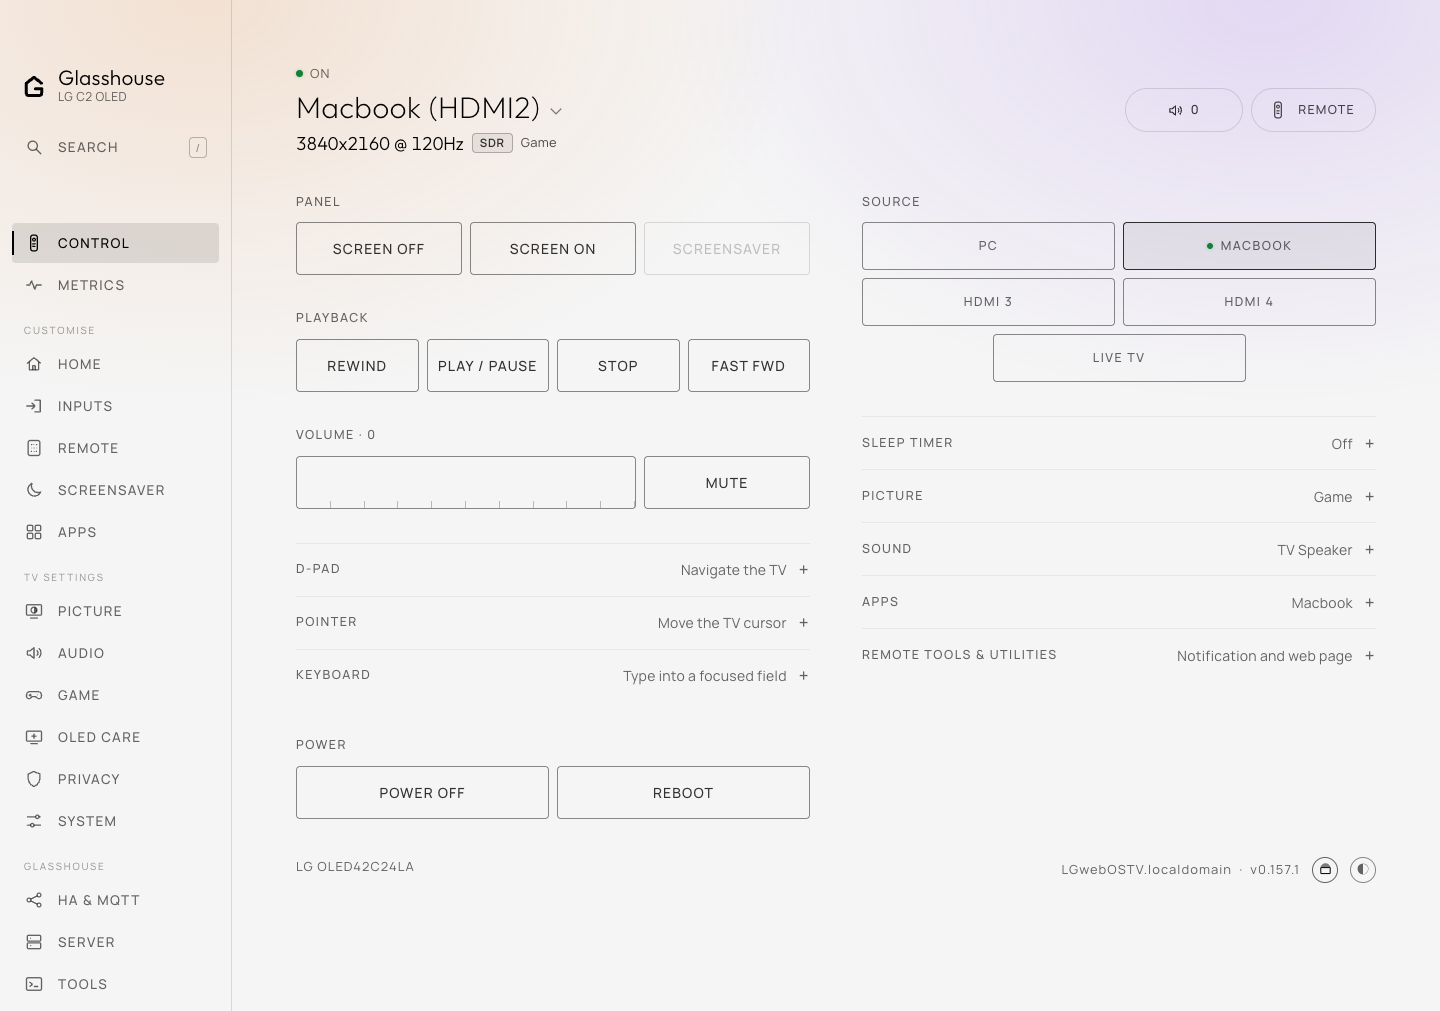 Glasshouse
LG C2 OLED
SEARCH /
CONTROL
METRICS
CUSTOMISE
HOME
INPUTS
REMOTE
SCREENSAVER
APPS
TV SETTINGS
PICTURE
AUDIO
GAME
OLED CARE
PRIVACY
SYSTEM
GLASSHOUSE
HA & MQTT
SERVER
TOOLS
ON
Macbook (HDMI2)
3840x2160 @ 120Hz SDR Game
0 REMOTE
PANEL
SCREEN OFF SCREEN ON SCREENSAVER
PLAYBACK
REWIND PLAY / PAUSE STOP FAST FWD
VOLUME · 0
MUTE
D-PAD Navigate the TV +
POINTER Move the TV cursor +
KEYBOARD Type into a focused field +
POWER
POWER OFF REBOOT
SOURCE
PC MACBOOK
HDMI 3 HDMI 4
LIVE TV
SLEEP TIMER Off +
PICTURE Game +
SOUND TV Speaker +
APPS Macbook +
REMOTE TOOLS & UTILITIES Notification and web page +
LG OLED42C24LA
LGwebOSTV.localdomain · v0.157.1